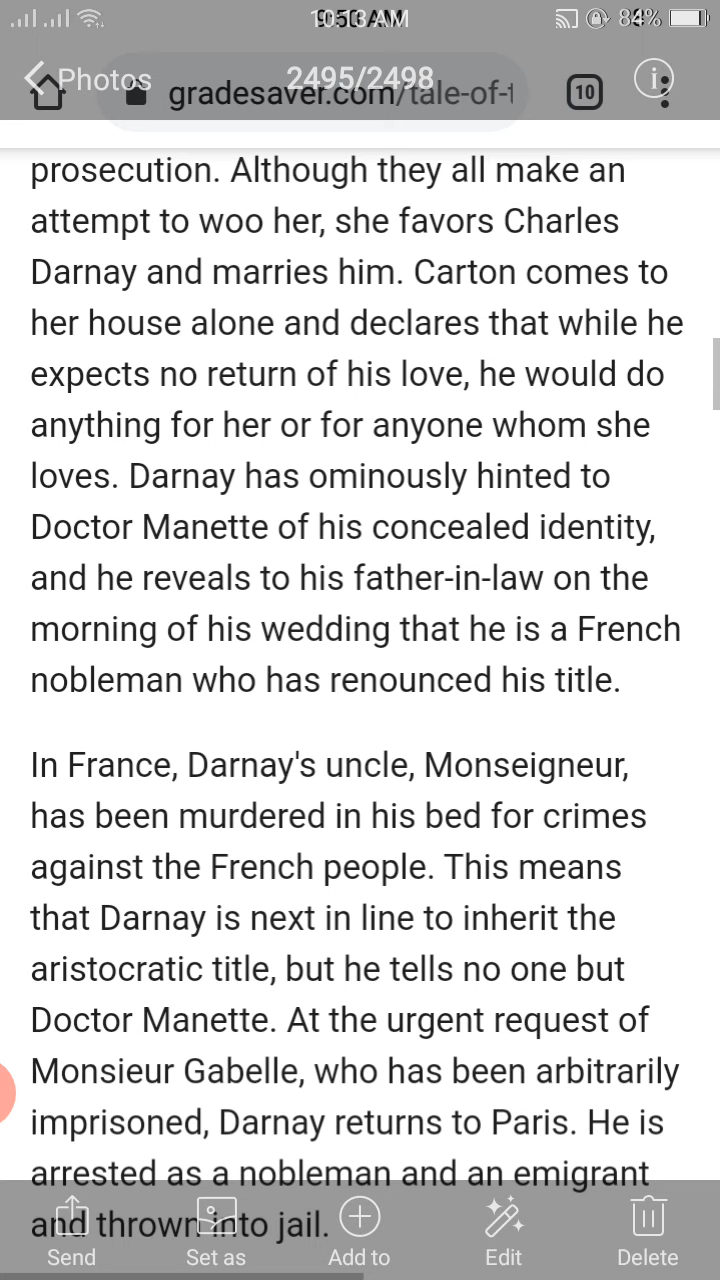 84%
Photos
2495/2498
gradesaver.com/tale-of-t
10
prosecution. Although they all make an
attempt to woo her, she favors Charles
Darnay and marries him. Carton comes to
her house alone and declares that while he
expects no return of his love, he would do
anything for her or for anyone whom she
loves. Darnay has ominously hinted to
Doctor Manette of his concealed identity,
and he reveals to his father-in-law on the
morning of his wedding that he is a French
nobleman who has renounced his title.
In France, Darnay's uncle, Monseigneur,
has been murdered in his bed for crimes
against the French people. This means
that Darnay is next in line to inherit the
aristocratic title, but he tells no one but
Doctor Manette. At the urgent request of
Monsieur Gabelle, who has been arbitrarily
imprisoned, Darnay returns to Paris. He is
arrested as a nobleman and an emigrant
and thrown into jail.
Send
Set as
Add to
Edit
Delete